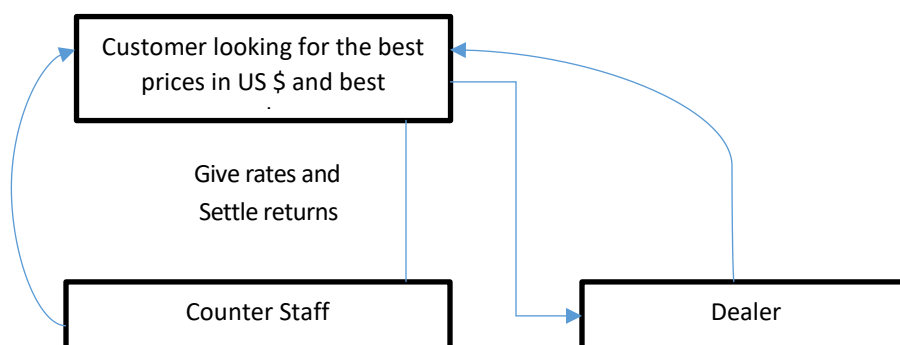 Customer looking for the best
prices in US $ and best
Give rates and
Settle returns
Counter Staff
Dealer